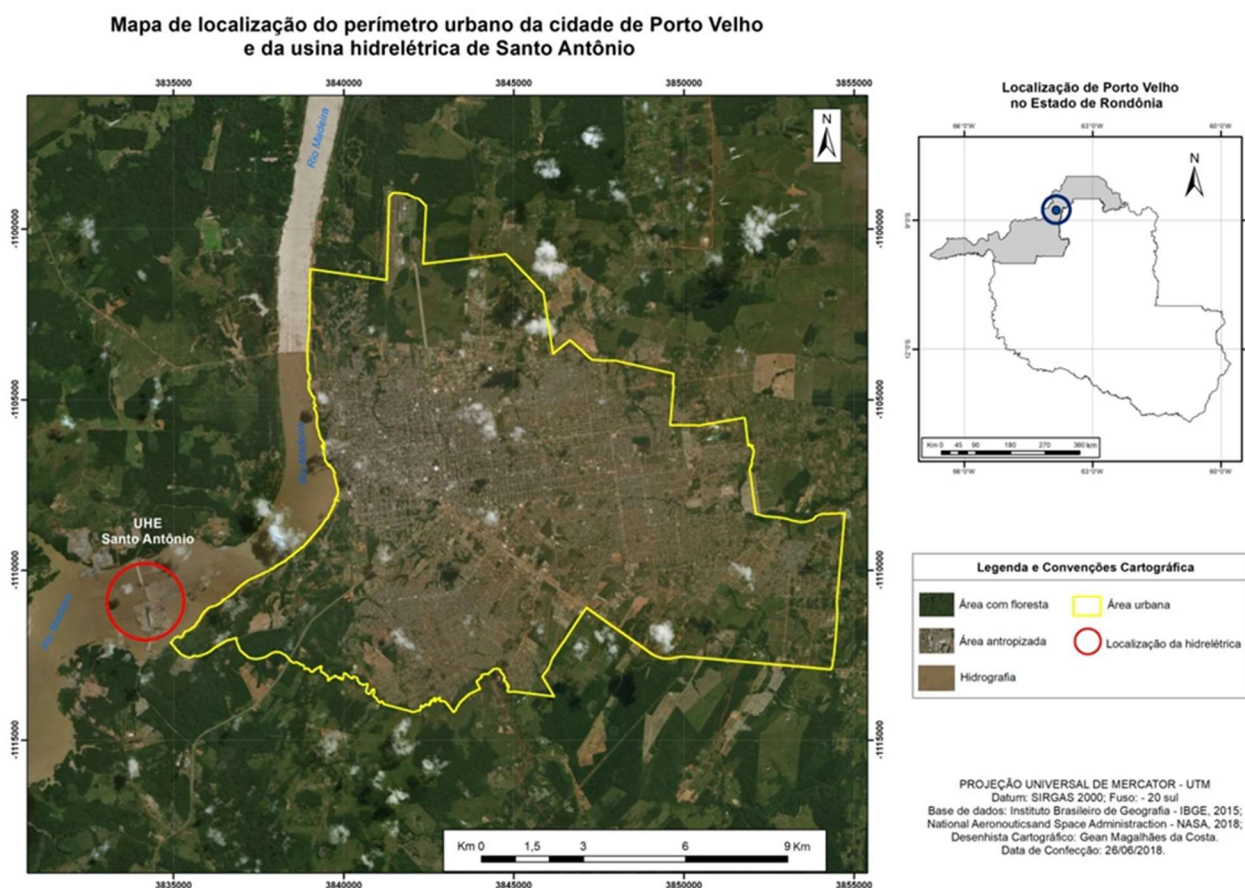 Mapa de localização do perímetro urbano da cidade de Porto Velho
e da usina hidrelétrica de Santo Antônio
3835000
3840000
3845000
3850000
3855000
-1100000
-1105000
-1110000
-1115000
-1100000
-1105000
-1110000
-1115000
Rio Madeira
N
Rio Madeira
UHE
Santo Antônio
Rio Madeira
Km 0 1,5 3 6 9 Km
3835000
3840000
3845000
3850000
3855000
Localização de Porto Velho
no Estado de Rondônia
66°0'W
63°0'W
60°0'W
N
9°0'S
12°0'S
Km 0 45 90 180 270 360 km
66°0'W
63°0'W
60°0'W
Legenda e Convenções Cartográfica
Área com floresta
Área urbana
Área antropizada
Localização da hidrelétrica
Hidrografia
PROJEÇÃO UNIVERSAL DE MERCATOR - UTM
Datum: SIRGAS 2000; Fuso: - 20 sul
Base de dados: Instituto Brasileiro de Geografia - IBGE, 2015;
National Aeronouticsand Space Administraction - NASA, 2018;
Desenhista Cartográfico: Gean Magalhães da Costa.
Data de Confecção: 26/06/2018.